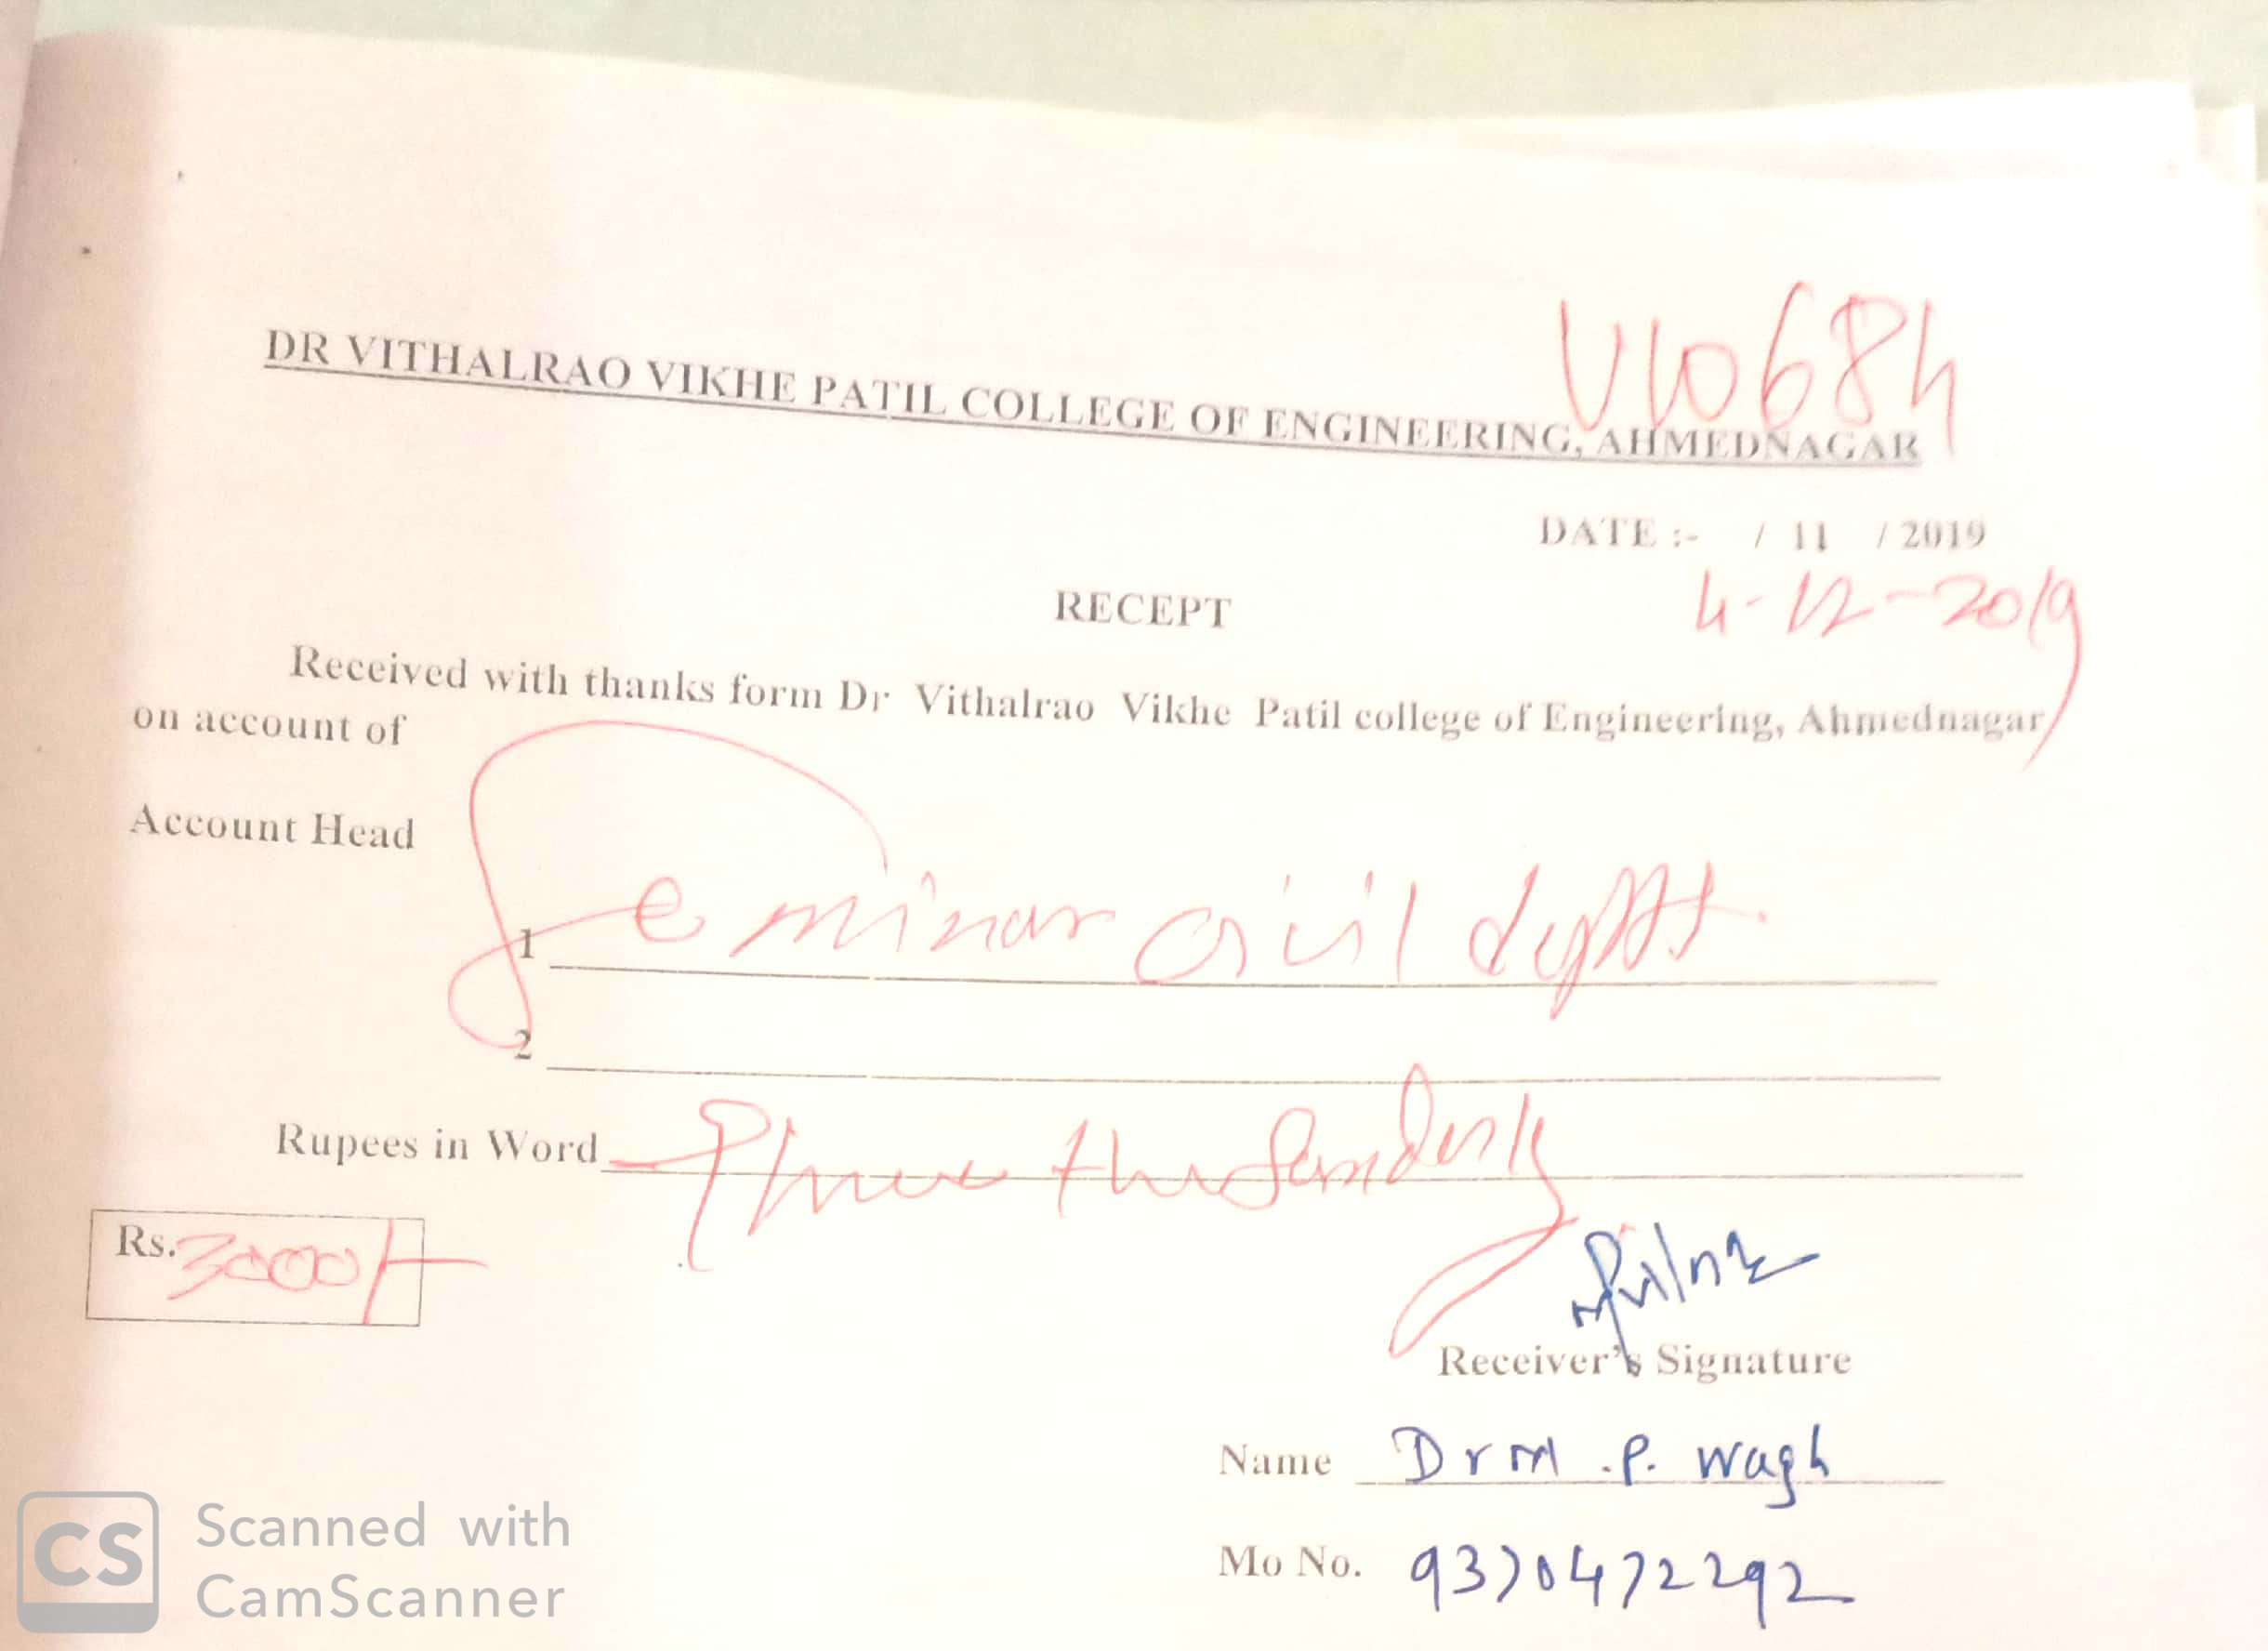 V10684
DR VITHALRAO VIKHE PATIL COLLEGE OF ENGINEERING, AHMEDNAGAR
DATE :- / 11 / 2019
4-12-2019
RECEPT
Received with thanks form Dr Vithalrao Vikhe Patil college of Engineering, Ahmednagar
on account of
Account Head
1 Seminar civil deptt.
2
Rupees in Word Three thousand only
Rs. 3000/-
Receiver's Signature
Name Dr M .P. Wagh
Mo No. 9370472292
CS Scanned with
CamScanner